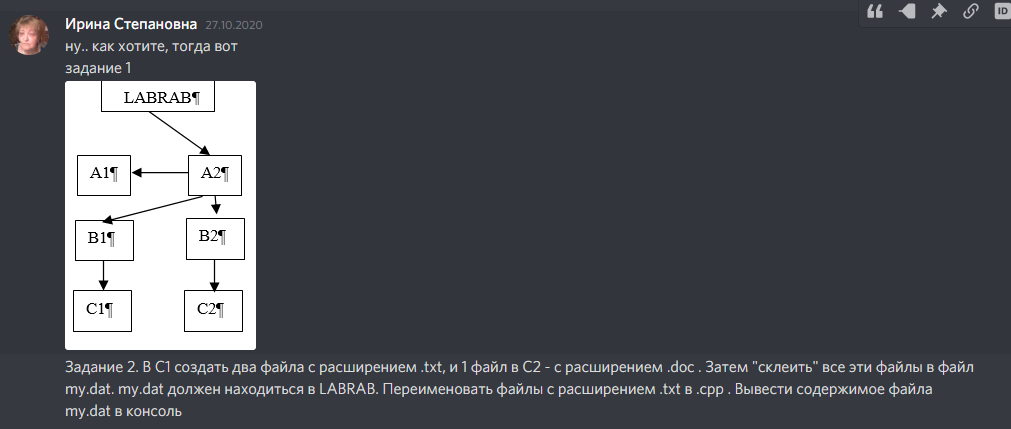 Ирина Степановна 27.10.2020
ну.. как хотите, тогда вот
задание 1
LABRAB¶
A1¶ A2¶
B1¶ B2¶
C1¶ C2¶
Задание 2. В С1 создать два файла с расширением .txt, и 1 файл в С2 - с расширением .doc . Затем "склеить" все эти файлы в файл
my.dat. my.dat должен находиться в LABRAB. Переименовать файлы с расширением .txt в .cpp . Вывести содержимое файла
my.dat в консоль
ID